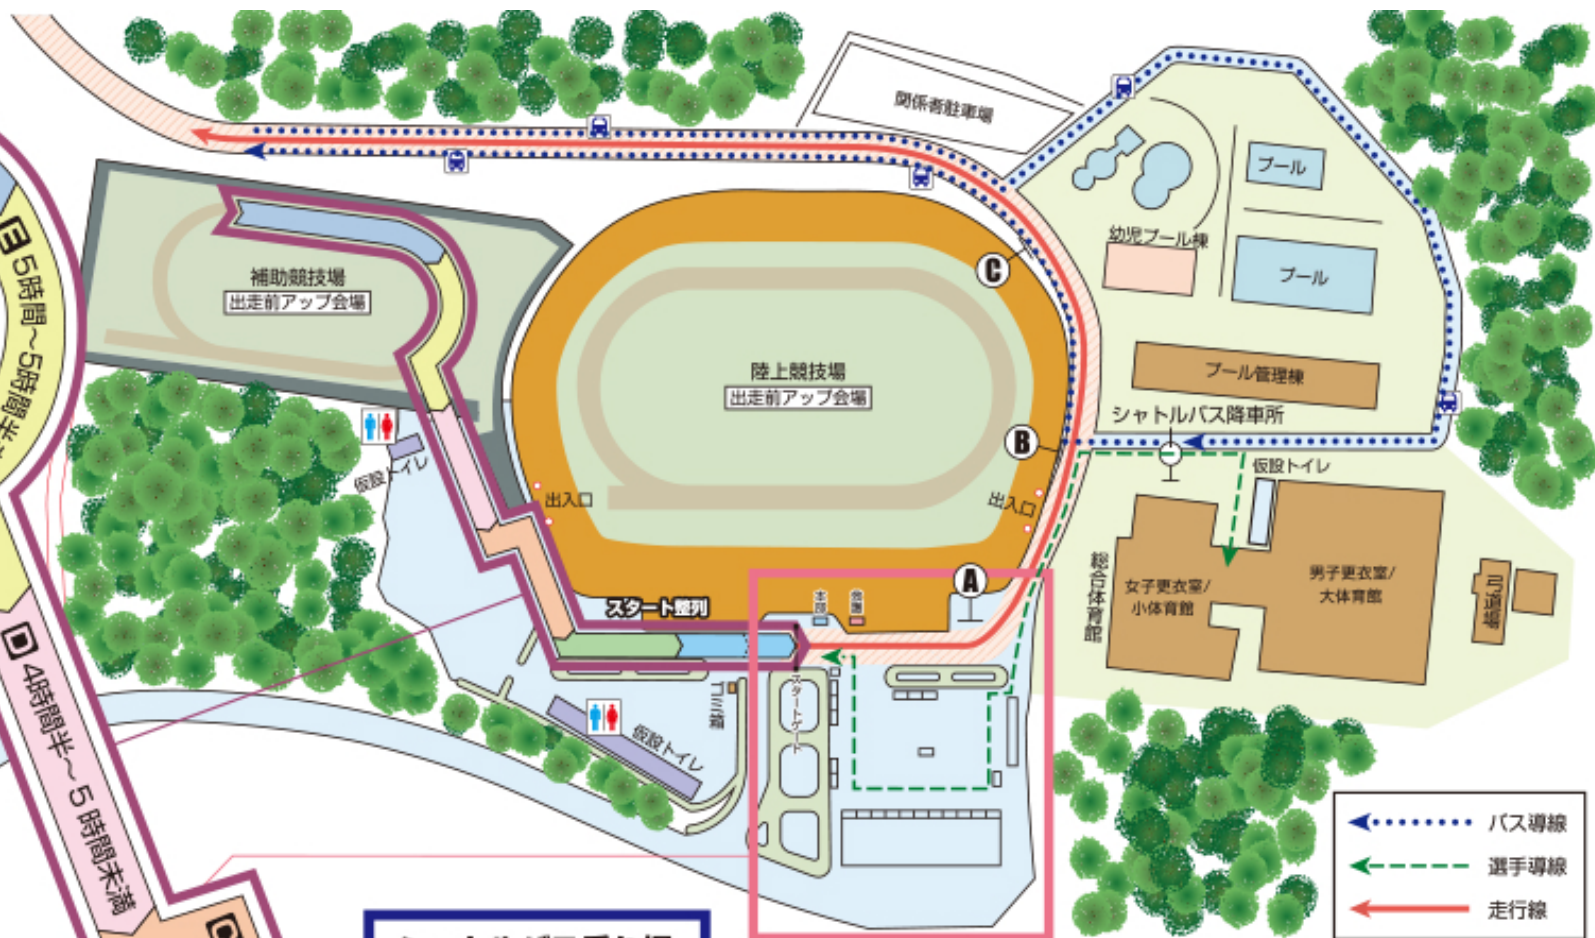 関係者駐車場
プール
幼児プール棟
プール
プール管理棟
シャトルバス降車所
仮設トイレ
補助競技場
出走前アップ会場
陸上競技場
出走前アップ会場
C
B
A
出入口
出入口
仮設トイレ
スタート整列
本部
スタートゲート
ゴミ箱
仮設トイレ
総合体育館
女子更衣室/
小体育館
男子更衣室/
大体育館
弓道場
E 5時間～5時間半
D 4時間半～5時間未満
バス導線
選手導線
走行線